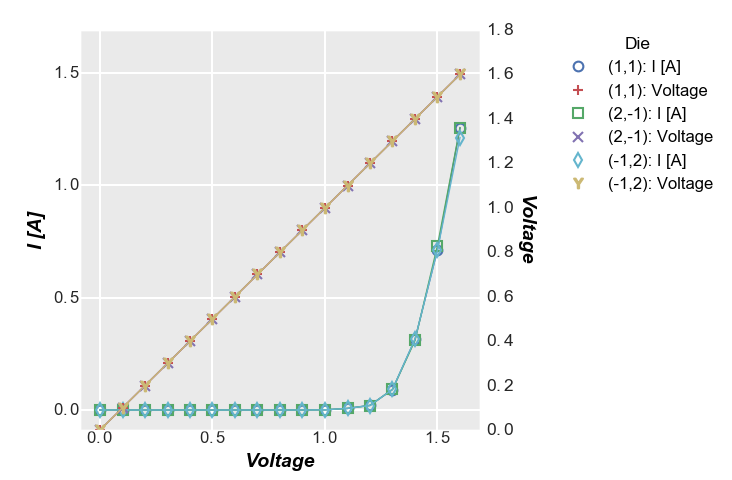 Die
(1,1): I [A]
(1,1): Voltage
(2,-1): I [A]
(2,-1): Voltage
(-1,2): I [A]
(-1,2): Voltage
I [A]
1.5
1.0
0.5
0.0
1.8
1.6
1.4
1.2
1.0
0.8
0.6
0.4
0.2
0.0
Voltage
0.0 0.5 1.0 1.5
Voltage